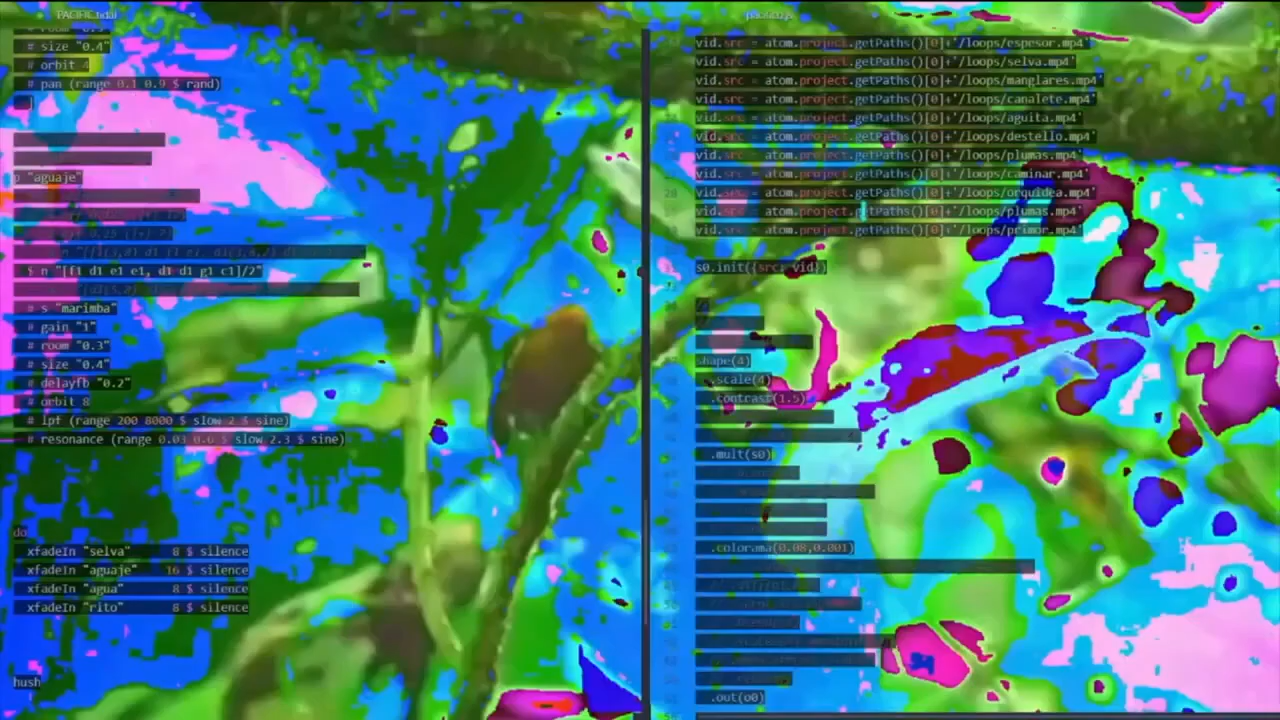 PACIFIC.tidal
# size "0.4"
# orbit 4
# pan (range 0.1 0.9 $ rand)
p "aguaje"
$ n "[f1 d1 e1 e1, d1 d1 g1 c1]/2"
# s "marimba"
# gain "1"
# room "0.3"
# size "0.4"
# delayfb "0.2"
# orbit 8
# lpf (range 200 8000 $ slow 2 $ sine)
# resonance (range 0.03 0.6 $ slow 2.3 $ sine)
do
xfadeIn "selva" 8 $ silence
xfadeIn "aguaje" 16 $ silence
xfadeIn "agua" 8 $ silence
xfadeIn "rito" 8 $ silence
hush
vid.src = atom.project.getPaths()[0]+'/loops/espesor.mp4'
vid.src = atom.project.getPaths()[0]+'/loops/selva.mp4'
vid.src = atom.project.getPaths()[0]+'/loops/manglares.mp4'
vid.src = atom.project.getPaths()[0]+'/loops/canalete.mp4'
vid.src = atom.project.getPaths()[0]+'/loops/aguita.mp4'
vid.src = atom.project.getPaths()[0]+'/loops/destello.mp4'
vid.src = atom.project.getPaths()[0]+'/loops/plumas.mp4'
vid.src = atom.project.getPaths()[0]+'/loops/caminar.mp4'
vid.src = atom.project.getPaths()[0]+'/loops/orquidea.mp4'
vid.src = atom.project.getPaths()[0]+'/loops/plumas.mp4'
vid.src = atom.project.getPaths()[0]+'/loops/primor.mp4'
s0.init({src: vid})
shape(4)
.scale(4)
.contrast(1.5)
.mult(s0)
.colorama(0.08,0.001)
.out(o0)